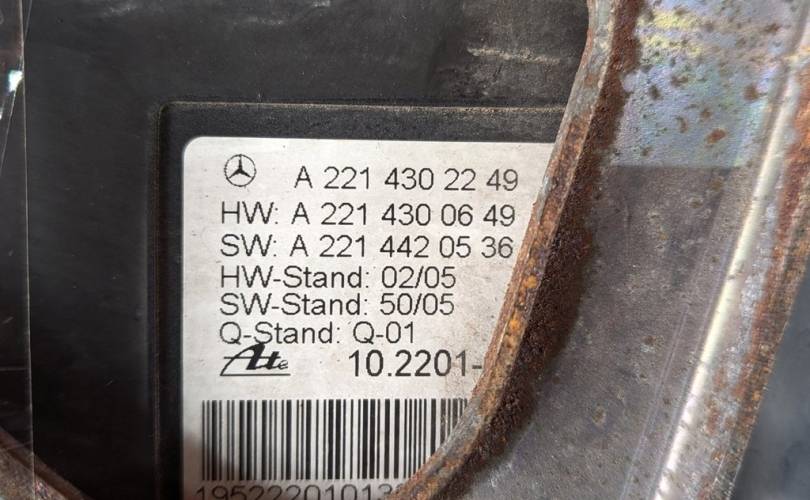 A 221 430 22 49
HW: A 221 430 06 49
SW: A 221 442 05 36
HW-Stand: 02/05
SW-Stand: 50/05
Q-Stand: Q-01
Ate 10.2201-
1952220101